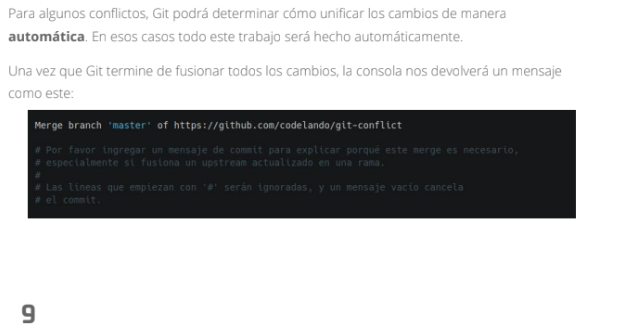 Para algunos conflictos, Git podrá determinar cómo unificar los cambios de manera
automática. En esos casos todo este trabajo será hecho automáticamente.
Una vez que Git termine de fusionar todos los cambios, la consola nos devolverá un mensaje
como este:
Merge branch 'master' of https://github.com/codelando/git-conflict
# Por favor ingregar un mensaje de commit para explicar porqué este merge es necesario,
# especialmente si fusiona un upstream actualizado en una rama.
#
# Las lineas que empiezan con '#' serán ignoradas, y un mensaje vacio cancela
# el commit.
9